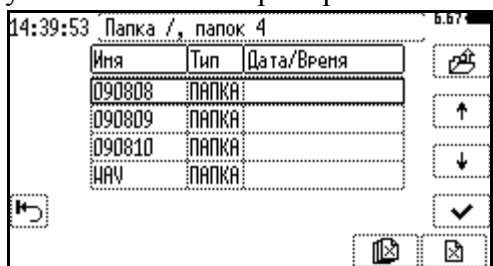 14:39:53 Папка /, папок 4 6.67
Имя Тип Дата/Время
090808 ПАПКА
090809 ПАПКА
090810 ПАПКА
WAV ПАПКА